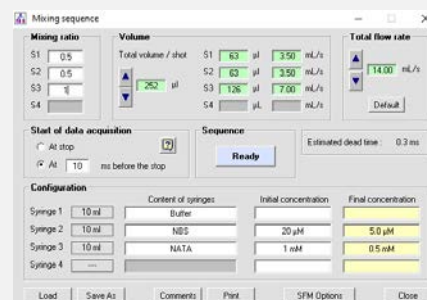 Mixing sequence
Mixing ratio
S1 0.5
S2 0.5
S3 1
S4
Volume
Total volume / shot
252 µl
S1 63 µl 3.50 mL/s
S2 63 µl 3.50 mL/s
S3 126 µl 7.00 mL/s
S4 µL mL/s
Total flow rate
14.00 mL/s
Default
Start of data acquisition
At stop
At 10 ms before the stop
?
Sequence
Ready
Estimated dead time : 0.3 ms
Configuration
Content of syringes Initial concentration Final concentration
Syringe 1 10 ml Buffer
Syringe 2 10 ml NBS 20 µM 5.0 µM
Syringe 3 10 ml NATA 1 mM 0.5 mM
Syringe 4 ---
Load Save As Comments Print SFM Options Close